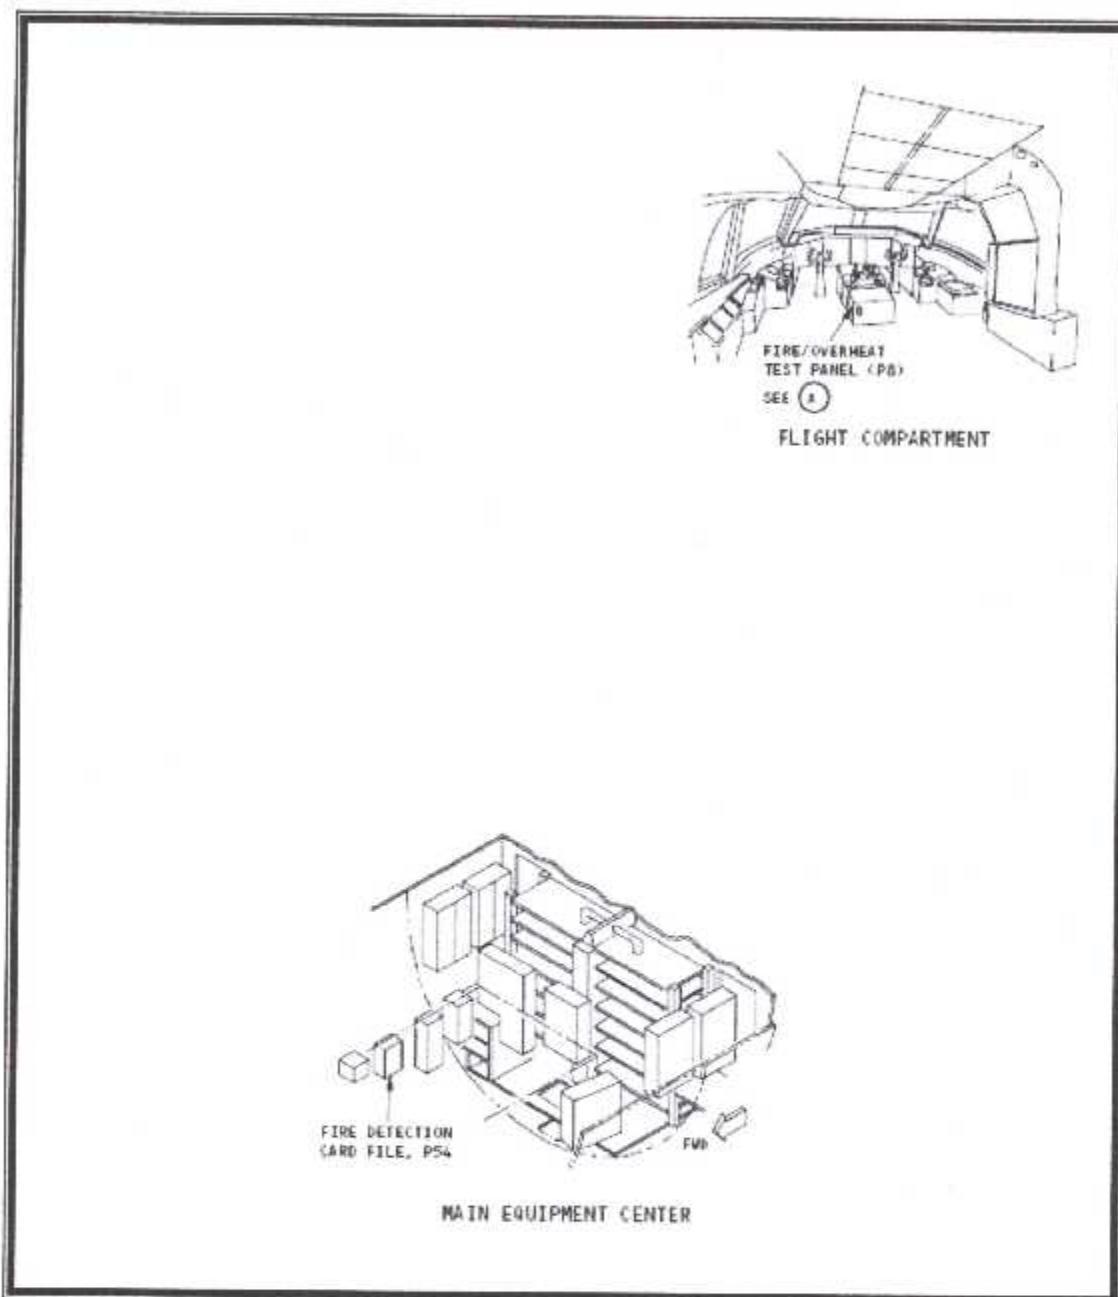 FIRE/OVERHEAT
TEST PANEL (P8)
SEE A
FLIGHT COMPARTMENT
FIRE DETECTION
CARD FILE, P54
FWD
MAIN EQUIPMENT CENTER